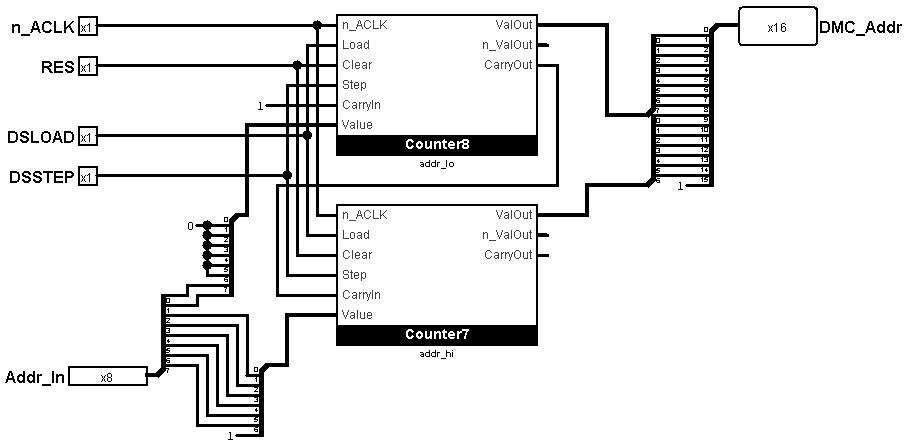 n_ACLK x1
RES x1
DSLOAD x1
DSSTEP x1
n_ACLK ValOut
Load n_ValOut
Clear CarryOut
Step
1 CarryIn
Value
Counter8
addr_lo
n_ACLK ValOut
Load n_ValOut
Clear CarryOut
Step
CarryIn
Value
Counter7
addr_hi
x16 DMC_Addr
0
1
2
3
4
5
6
7
0
1
2
3
4
5
6
0
1
2
3
4
5
6
7
8
9
10
11
12
13
14
15
1
0
0
1
2
3
4
5
6
7
0
1
2
3
4
5
6
7
Addr_In x8
0
1
2
3
4
5
6
1